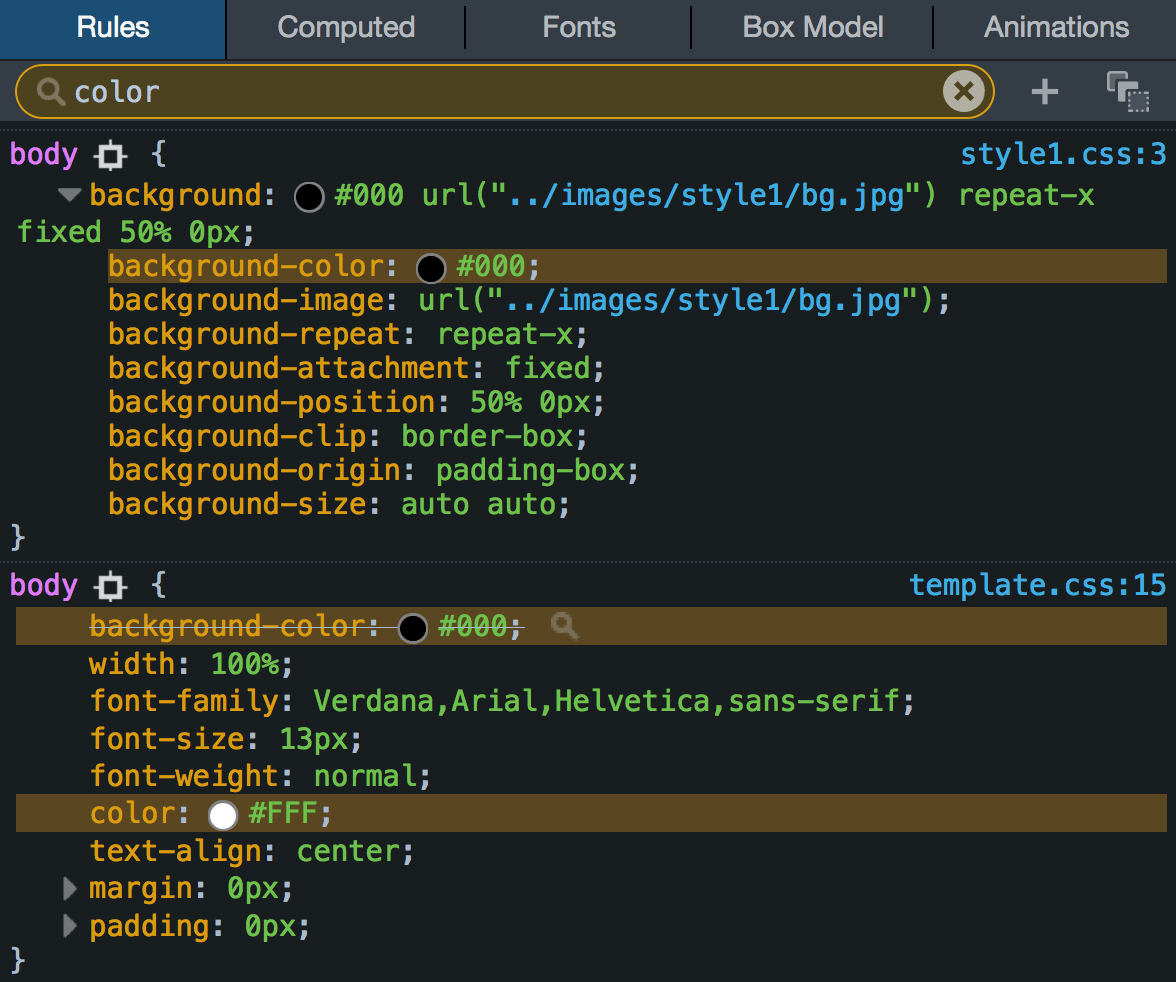 Rules Computed Fonts Box Model Animations
color
body { style1.css:3
background: #000 url("../images/style1/bg.jpg") repeat-x
fixed 50% 0px;
background-color: #000;
background-image: url("../images/style1/bg.jpg");
background-repeat: repeat-x;
background-attachment: fixed;
background-position: 50% 0px;
background-clip: border-box;
background-origin: padding-box;
background-size: auto auto;
}
body { template.css:15
background-color: #000;
width: 100%;
font-family: Verdana,Arial,Helvetica,sans-serif;
font-size: 13px;
font-weight: normal;
color: #FFF;
text-align: center;
margin: 0px;
padding: 0px;
}